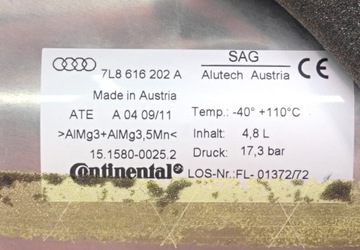 7L8 616 202 A
Made in Austria
ATE A 04 09/11
>AlMg3+AlMg3,5Mn<
15.1580-0025.2
Continental
SAG
Alutech Austria
CE
Temp.: -40° +110°C
Inhalt: 4,8 L
Druck: 17,3 bar
LOS-Nr.:FL- 01372/72